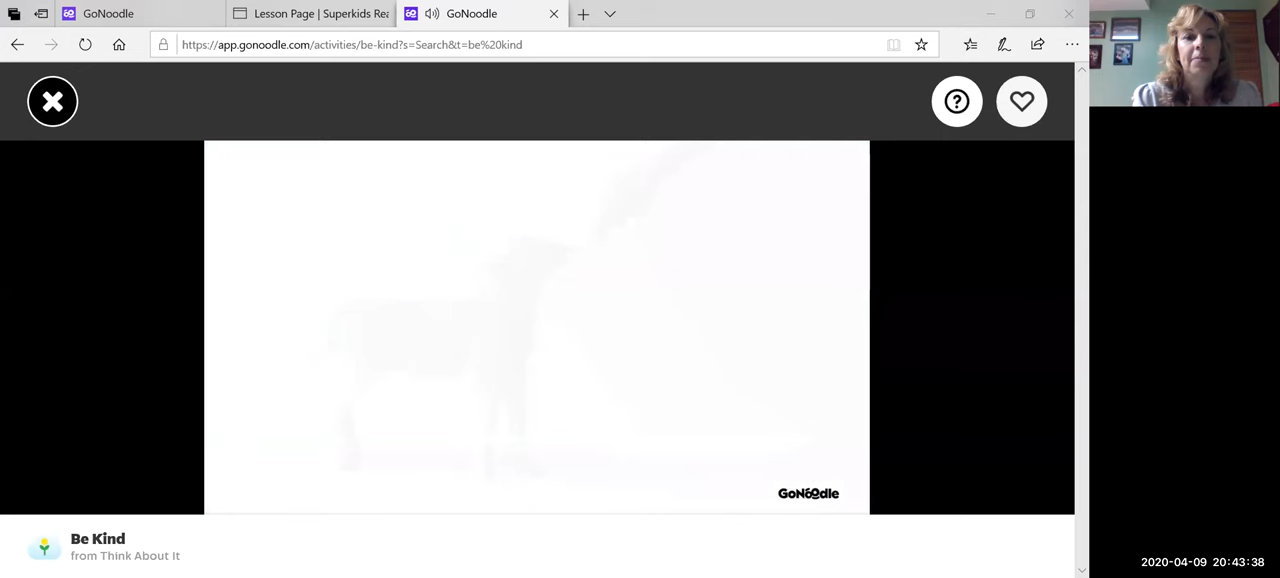 GoNoodle
Lesson Page | Superkids Rea
GoNoodle
https://app.gonoodle.com/activities/be-kind?s=Search&t=be%20kind
GoNoodle
Be Kind
from Think About It
2020-04-09 20:43:38